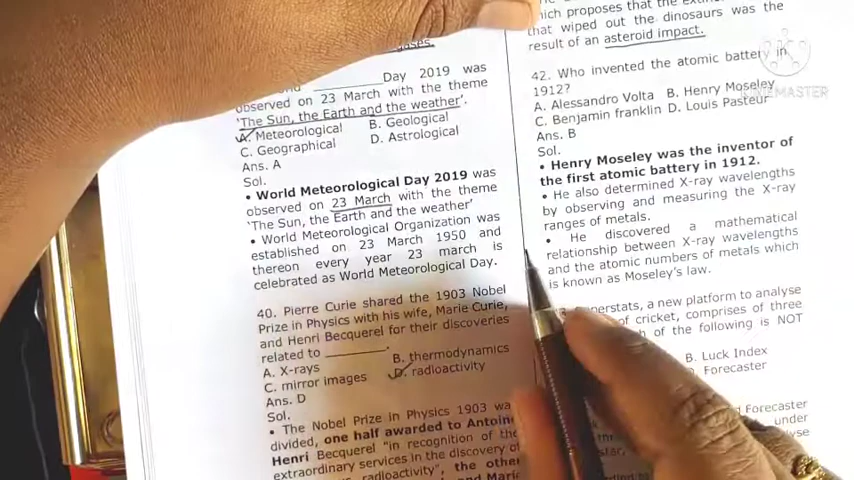 gases.
Day 2019 was
observed on 23 March with the theme
'The Sun, the Earth and the weather'.
A. Meteorological B. Geological
C. Geographical D. Astrological
Ans. A
Sol.
• World Meteorological Day 2019 was
observed on 23 March with the theme
'The Sun, the Earth and the weather'
• World Meteorological Organization was
established on 23 March 1950 and
thereon every year 23 march is
celebrated as World Meteorological Day.
40. Pierre Curie shared the 1903 Nobel
Prize in Physics with his wife, Marie Curie,
and Henri Becquerel for their discoveries
related to __________.
A. X-rays B. thermodynamics
C. mirror images D. radioactivity
Ans. D
Sol.
• The Nobel Prize in Physics 1903 was
divided, one half awarded to Antoine
Henri Becquerel "in recognition of the
extraordinary services in the discovery of
radioactivity", the other
which proposes that the
that wiped out the dinosaurs was the
result of an asteroid impact.
42. Who invented the atomic battery in
1912?
A. Alessandro Volta B. Henry Moseley
C. Benjamin franklin D. Louis Pasteur
Ans. B
Sol.
• Henry Moseley was the inventor of
the first atomic battery in 1912.
• He also determined X-ray wavelengths
by observing and measuring the X-ray
ranges of metals.
• He discovered a mathematical
relationship between X-ray wavelengths
and the atomic numbers of metals which
is known as Moseley's law.
Superstats, a new platform to analyse
of cricket, comprises of three
of the following is NOT
B. Luck Index
D. Forecaster
Forecaster
under
KINEMASTER